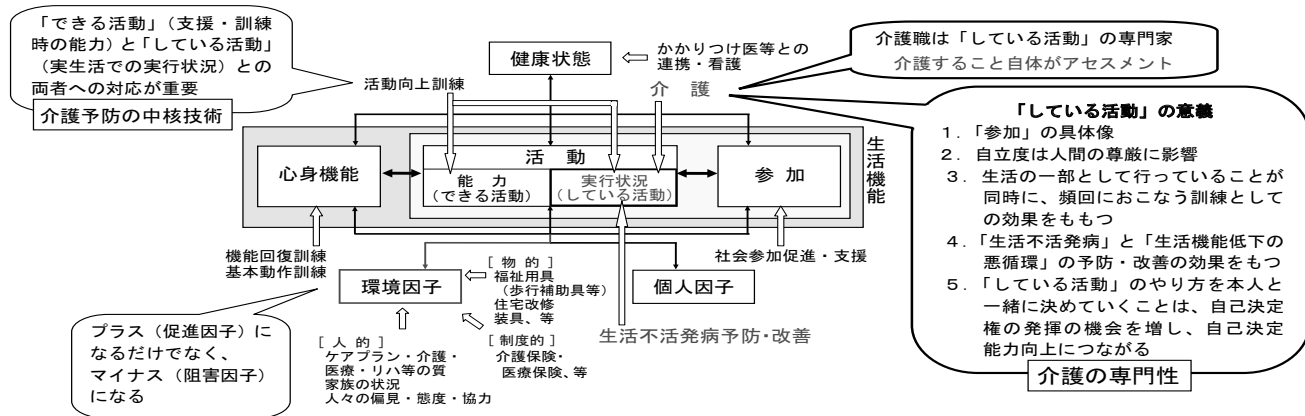 「できる活動」（支援・訓練
時の能力）と「している活動」
（実生活での実行状況）との
両者への対応が重要
介護予防の中核技術
健康状態
かかりつけ医等との
連携・看護
活動向上訓練
介 護
介護職は「している活動」の専門家
介護すること自体がアセスメント
心身機能
活 動
能 力
（できる活動）
実行状況
（している活動）
参 加
生活機能
機能回復訓練
基本動作訓練
社会参加促進・支援
環境因子
個人因子
［ 物 的 ］
福祉用具
（歩行補助具等）
住宅改修
装具、等
［ 人 的 ］
ケアプラン・介護・
医療・リハ等の質
家族の状況
人々の偏見・態度・協力
［ 制度的 ］
介護保険・
医療保険、等
生活不活発病予防・改善
プラス（促進因子）に
なるだけでなく、
マイナス（阻害因子）
になる
「している活動」の意義
1．「参加」の具体像
2．自立度は人間の尊厳に影響
3．生活の一部として行っていることが
同時に、頻回におこなう訓練として
の効果をももつ
4．「生活不活発病」と「生活機能低下の
悪循環」の予防・改善の効果をもつ
5．「している活動」のやり方を本人と
一緒に決めていくことは、自己決定
権の発揮の機会を増し、自己決定
能力向上につながる
介護の専門性